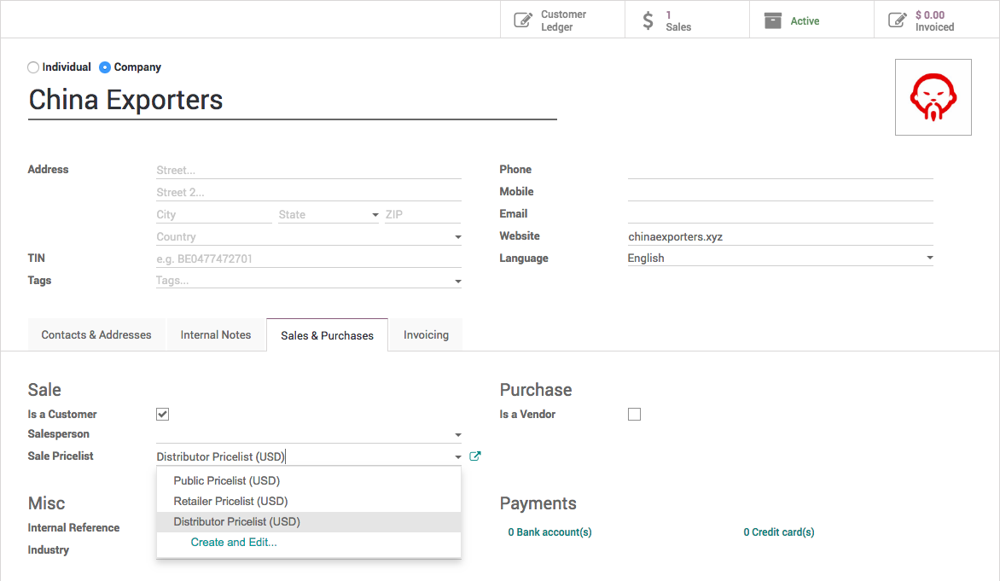 Customer Ledger
$ 1 Sales
Active
$ 0.00 Invoiced
Individual Company
China Exporters
Address Street...
Street 2...
City State ZIP
Country
TIN e.g. BE0477472701
Tags Tags...
Phone
Mobile
Email
Website chinaexporters.xyz
Language English
Contacts & Addresses Internal Notes Sales & Purchases Invoicing
Sale
Is a Customer
Salesperson
Sale Pricelist Distributor Pricelist (USD)
Public Pricelist (USD)
Retailer Pricelist (USD)
Distributor Pricelist (USD)
Create and Edit...
Purchase
Is a Vendor
Misc
Internal Reference
Industry
Payments
0 Bank account(s) 0 Credit card(s)